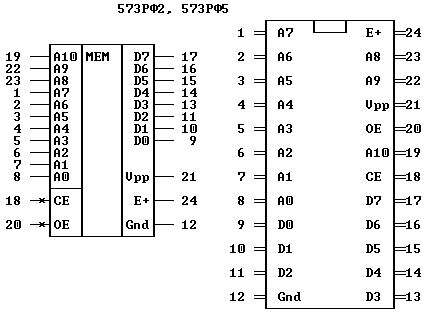 573РФ2, 573РФ5
19 A10 MEM D7 17
22 A9 D6 16
23 A8 D5 15
1 A7 D4 14
2 A6 D3 13
3 A5 D2 11
4 A4 D1 10
5 A3 D0 9
6 A2
7 A1
8 A0 Vpp 21
18 CE E+ 24
20 OE Gnd 12
1 A7 E+ 24
2 A6 A8 23
3 A5 A9 22
4 A4 Vpp 21
5 A3 OE 20
6 A2 A10 19
7 A1 CE 18
8 A0 D7 17
9 D0 D6 16
10 D1 D5 15
11 D2 D4 14
12 Gnd D3 13